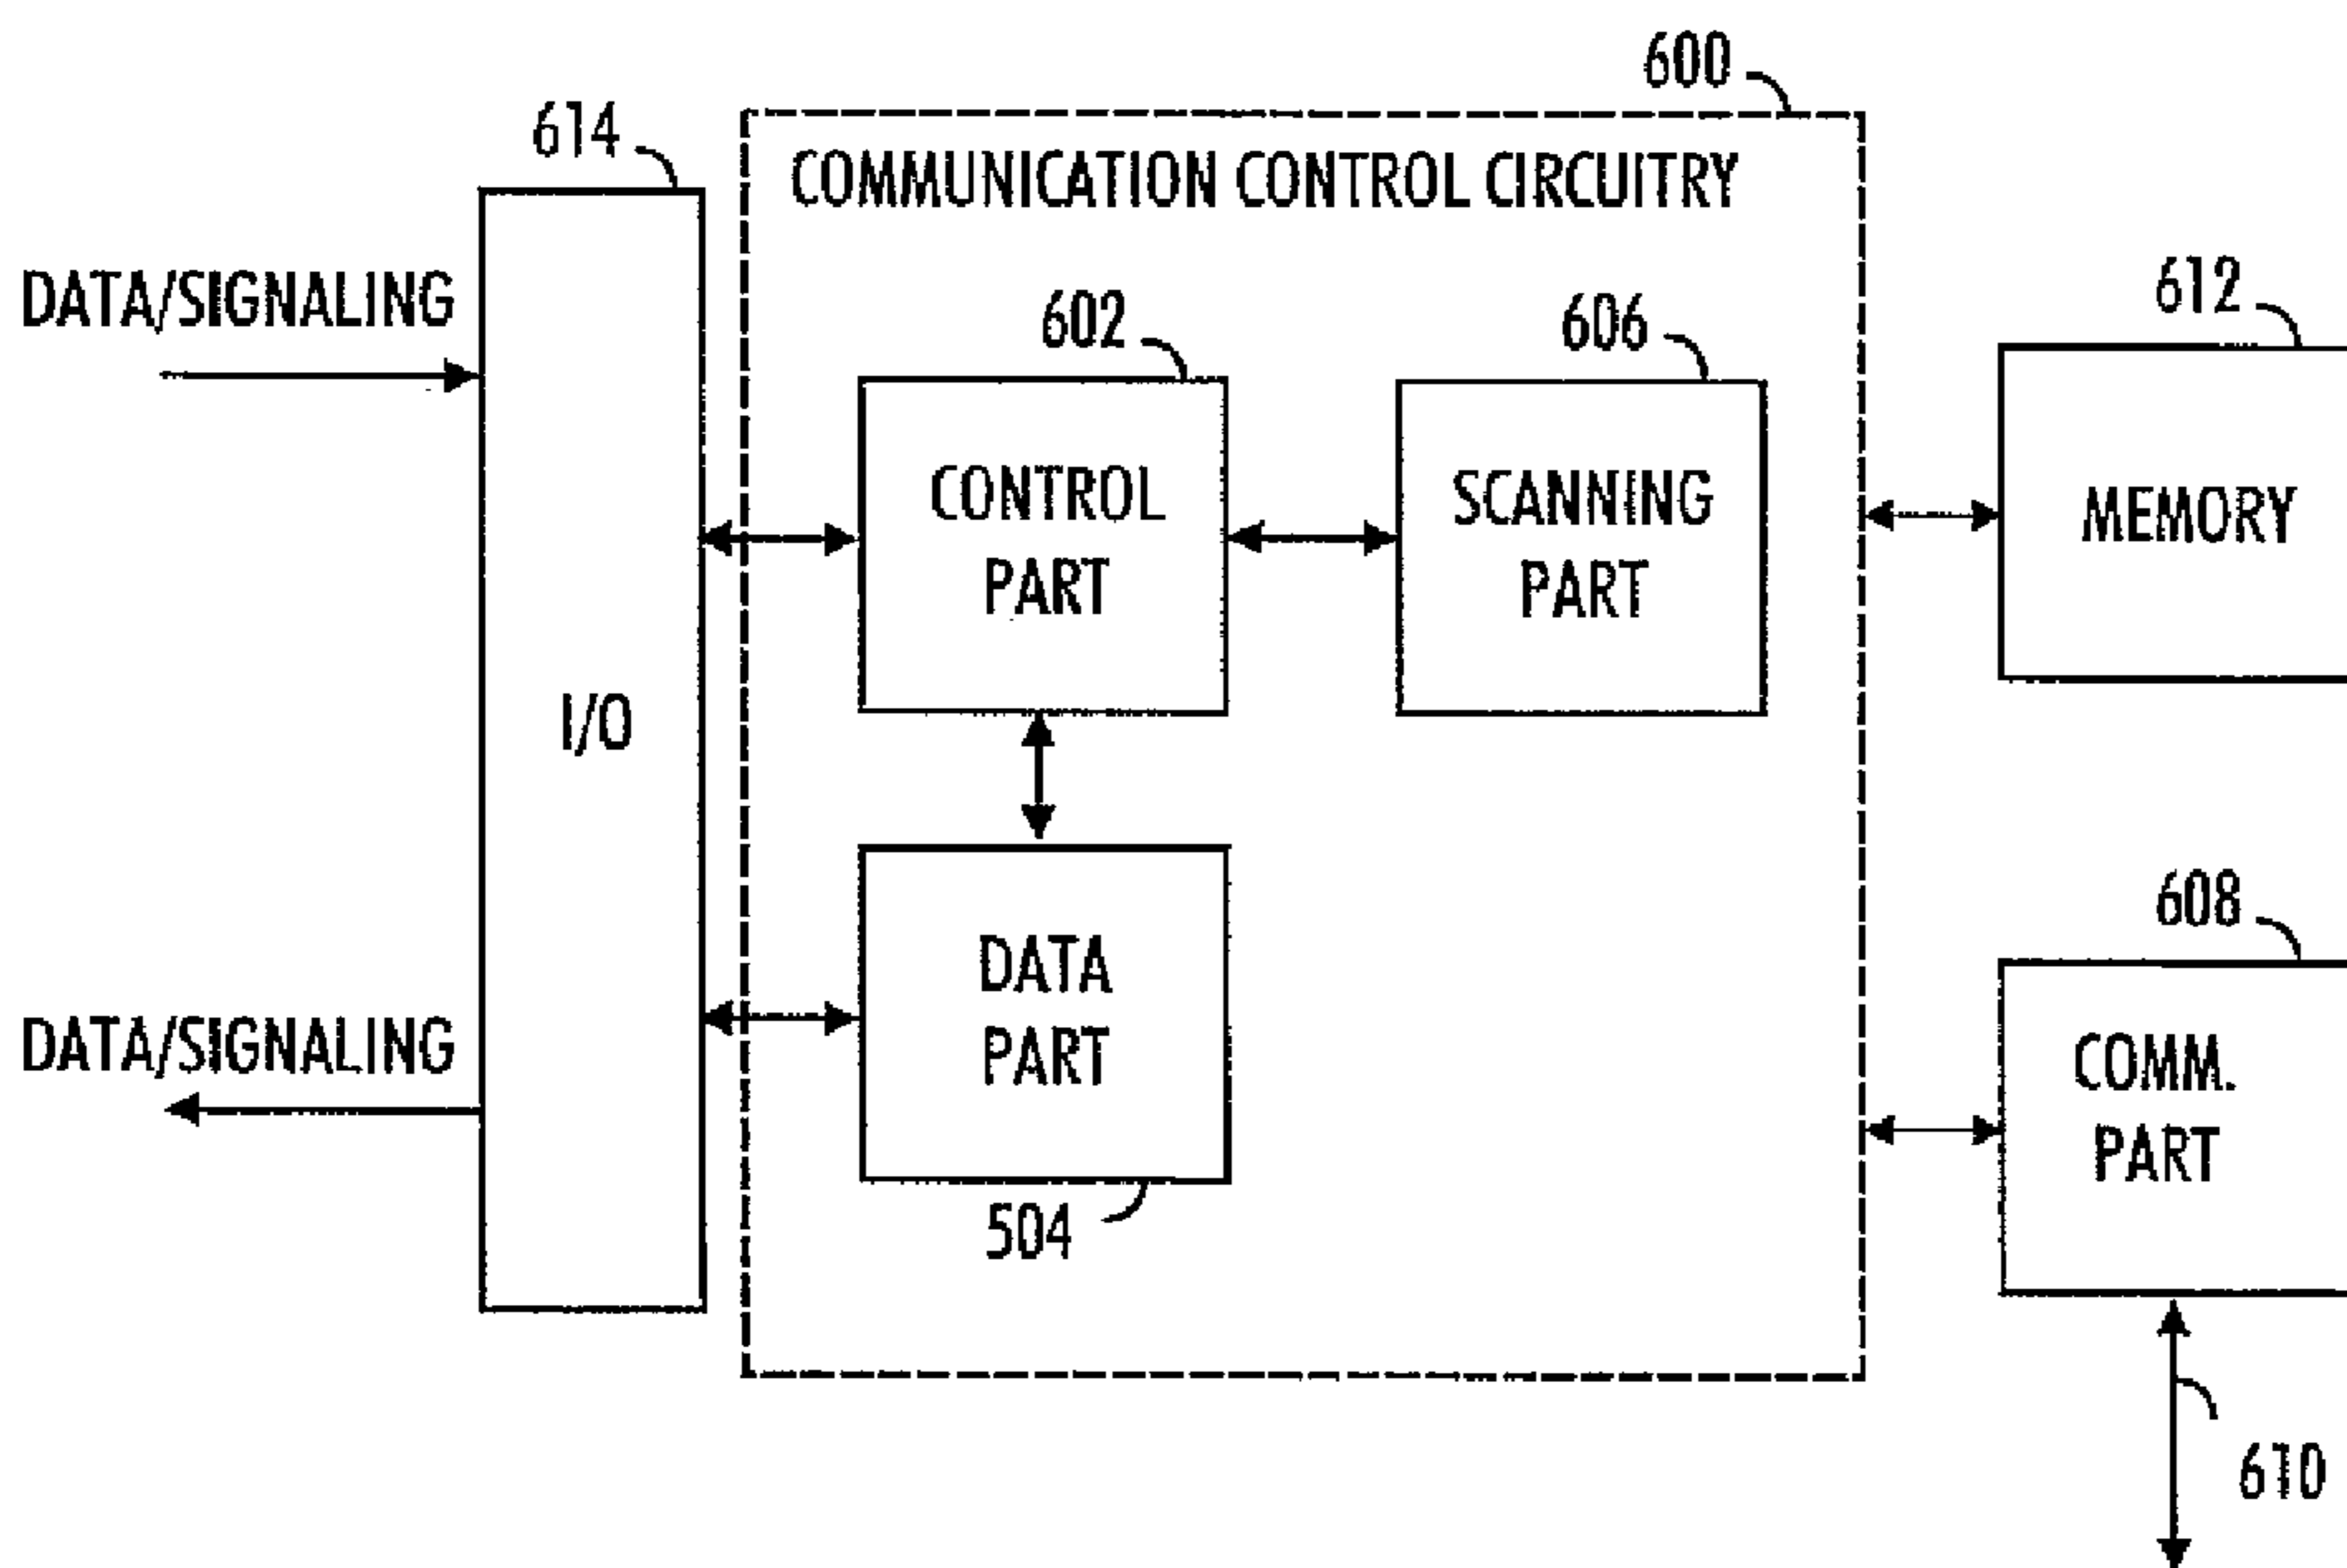 600
614
COMMUNICATION CONTROL CIRCUITRY
DATA/SIGNALING
612
602
606
CONTROL
PART
SCANNING
PART
MEMORY
I/O
608
DATA
PART
DATA/SIGNALING
COMM.
PART
504
610